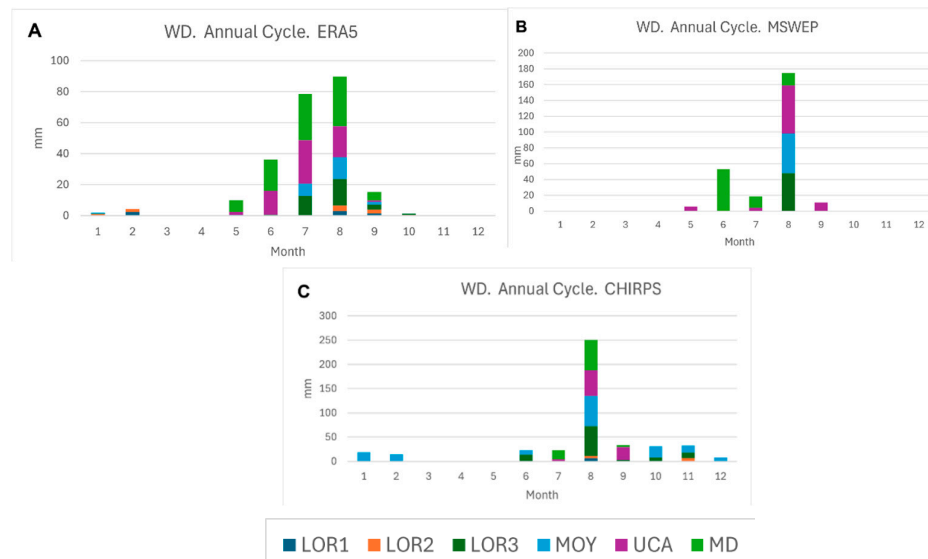 A
WD. Annual Cycle. ERA5
100
80
60
40
20
0
mm
1 2 3 4 5 6 7 8 9 10 11 12
Month
B
WD. Annual Cycle. MSWEP
200
180
160
140
120
100
80
60
40
20
0
mm
1 2 3 4 5 6 7 8 9 10 11 12
Month
C
WD. Annual Cycle. CHIRPS
300
250
200
150
100
50
0
mm
1 2 3 4 5 6 7 8 9 10 11 12
Month
LOR1 LOR2 LOR3 MOY UCA MD